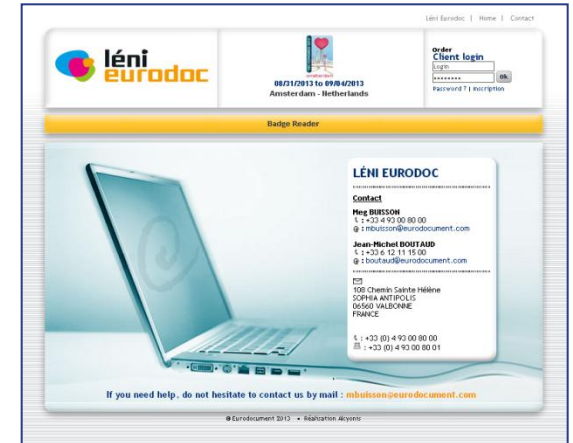 Léni Eurodoc | Home | Contact
léni
eurodoc
amsterdam
08/31/2013 to 09/04/2013
Amsterdam - Netherlands
Order
Client login
Login
••••••••
ok
Password ? | Inscription
Badge Reader
LÉNI EURODOC
Contact
Meg BUISSON
: +33 4 93 00 80 00
@ : mbuisson@eurodocument.com
Jean-Michel BOUTAUD
: +33 6 12 11 15 00
@ : boutaud@eurodocument.com
108 Chemin Sainte Hélène
SOPHIA ANTIPOLIS
06560 VALBONNE
FRANCE
: +33 (0) 4 93 00 80 00
: +33 (0) 4 93 00 80 01
@
If you need help, do not hesitate to contact us by mail : mbuisson@eurodocument.com
© Eurodocument 2013 • Réalisation Alcyonis